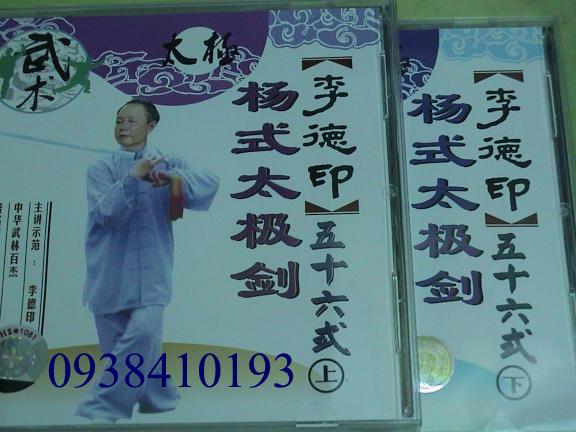 武术
太極
【李德印】五十六式 上
杨式太极剑
主讲示范：李德印
中华武林百杰
1081
0938410193
【李德印】五十六式 下
杨式太极剑